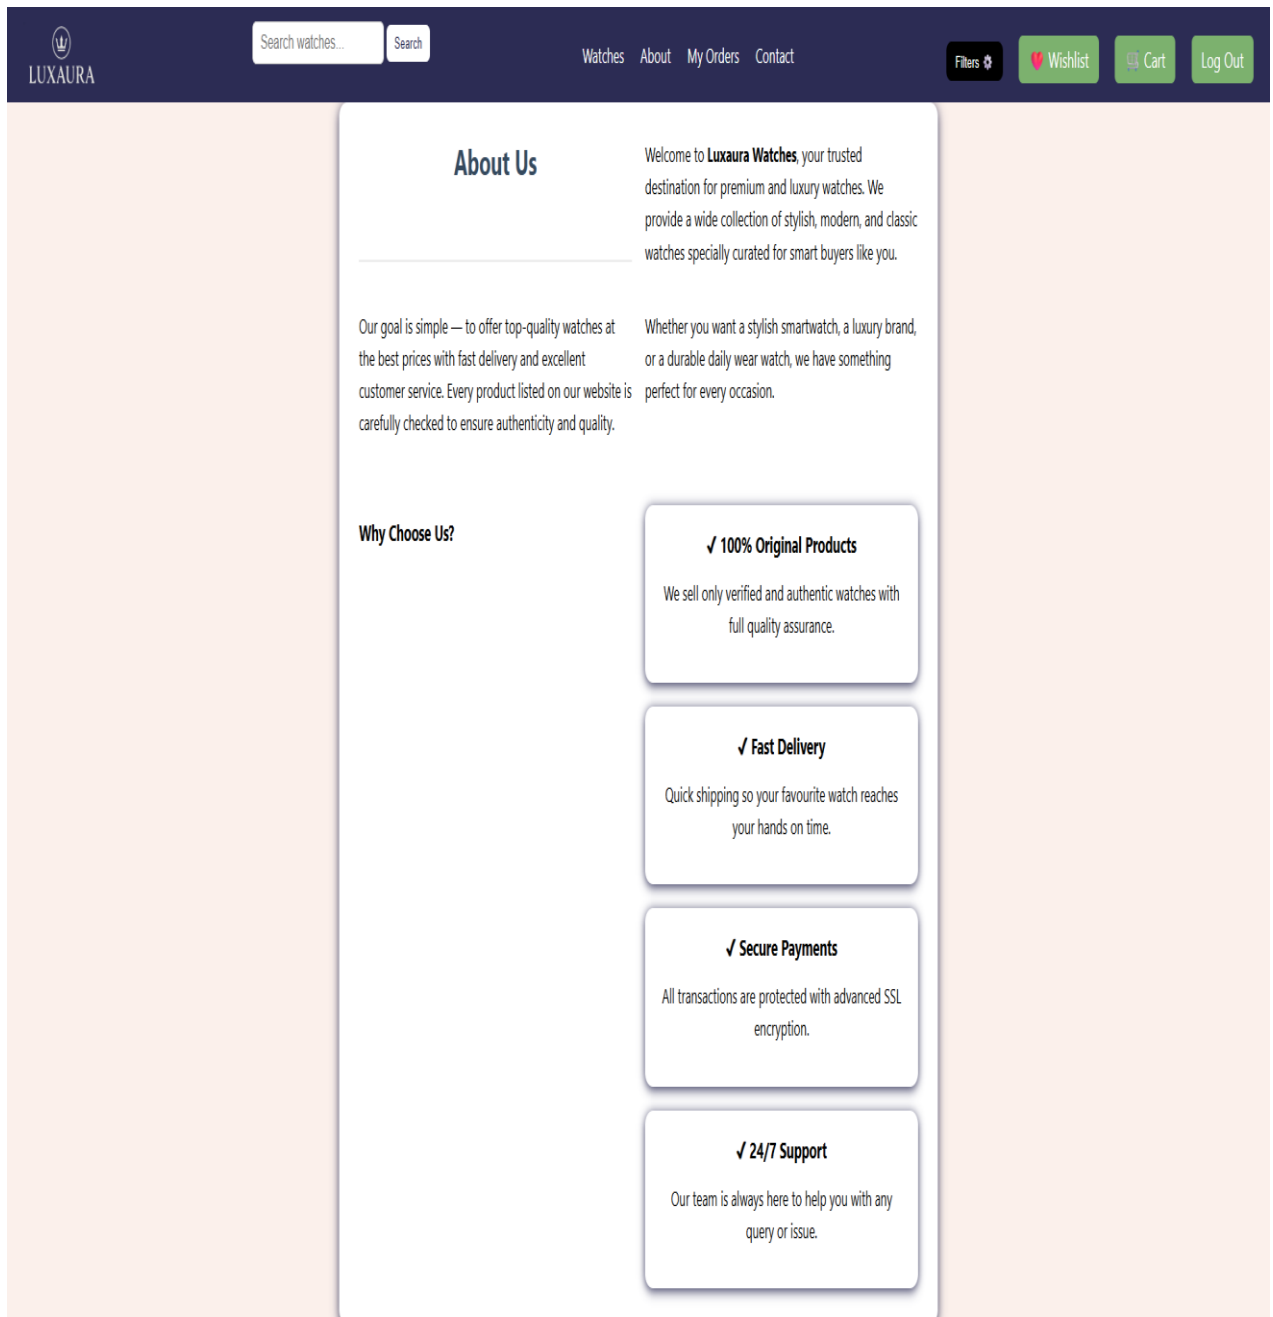 LUXAURA
Search watches...
Search
Watches About My Orders Contact
Filters ⚙
❤ Wishlist
🛒 Cart
Log Out
About Us
Welcome to Luxaura Watches, your trusted
destination for premium and luxury watches. We
provide a wide collection of stylish, modern, and classic
watches specially curated for smart buyers like you.
Our goal is simple — to offer top-quality watches at
the best prices with fast delivery and excellent
customer service. Every product listed on our website is
carefully checked to ensure authenticity and quality.
Whether you want a stylish smartwatch, a luxury brand,
or a durable daily wear watch, we have something
perfect for every occasion.
Why Choose Us?
✓ 100% Original Products
We sell only verified and authentic watches with
full quality assurance.
✓ Fast Delivery
Quick shipping so your favourite watch reaches
your hands on time.
✓ Secure Payments
All transactions are protected with advanced SSL
encryption.
✓ 24/7 Support
Our team is always here to help you with any
query or issue.